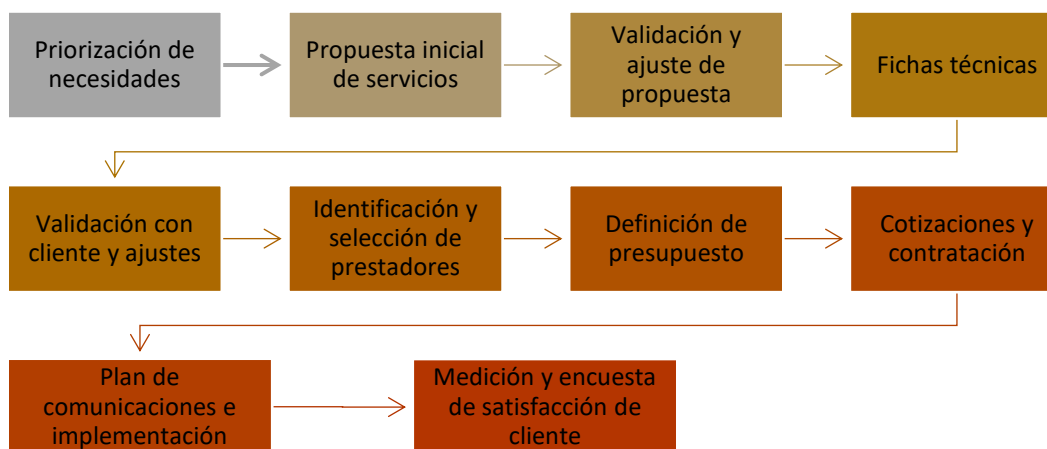 Priorización de
necesidades
Propuesta inicial
de servicios
Validación y
ajuste de
propuesta
Fichas técnicas
Validación con
cliente y ajustes
Identificación y
selección de
prestadores
Definición de
presupuesto
Cotizaciones y
contratación
Plan de
comunicaciones e
implementación
Medición y encuesta
de satisfacción de
cliente